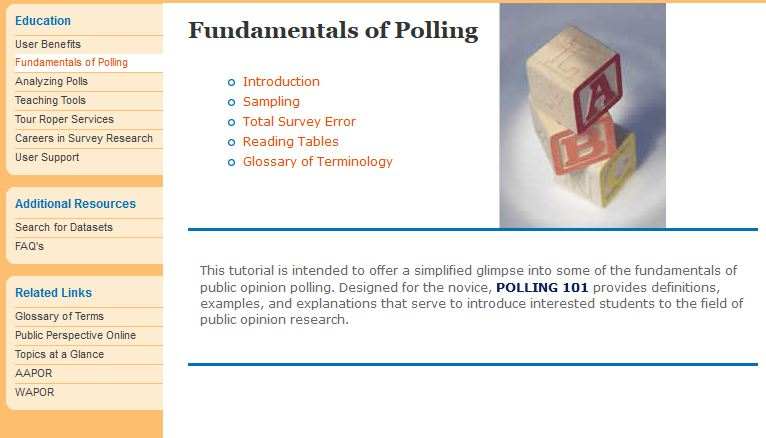 Education
User Benefits
Fundamentals of Polling
Analyzing Polls
Teaching Tools
Tour Roper Services
Careers in Survey Research
User Support
Additional Resources
Search for Datasets
FAQ's
Related Links
Glossary of Terms
Public Perspective Online
Topics at a Glance
AAPOR
WAPOR
Fundamentals of Polling
Introduction
Sampling
Total Survey Error
Reading Tables
Glossary of Terminology
A
B
This tutorial is intended to offer a simplified glimpse into some of the fundamentals of
public opinion polling. Designed for the novice, POLLING 101 provides definitions,
examples, and explanations that serve to introduce interested students to the field of
public opinion research.